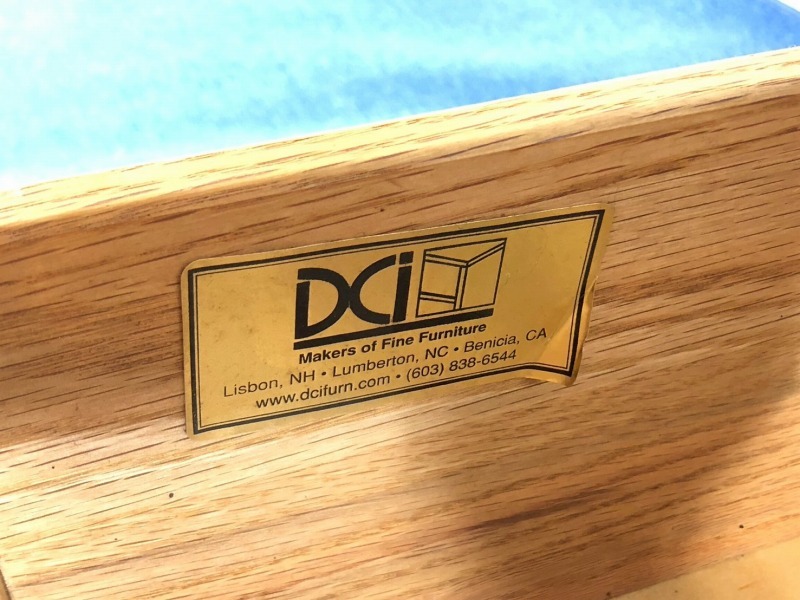 DCi
Makers of Fine Furniture
Lisbon, NH • Lumberton, NC • Benicia, CA
www.dcifurn.com • (603) 838-6544